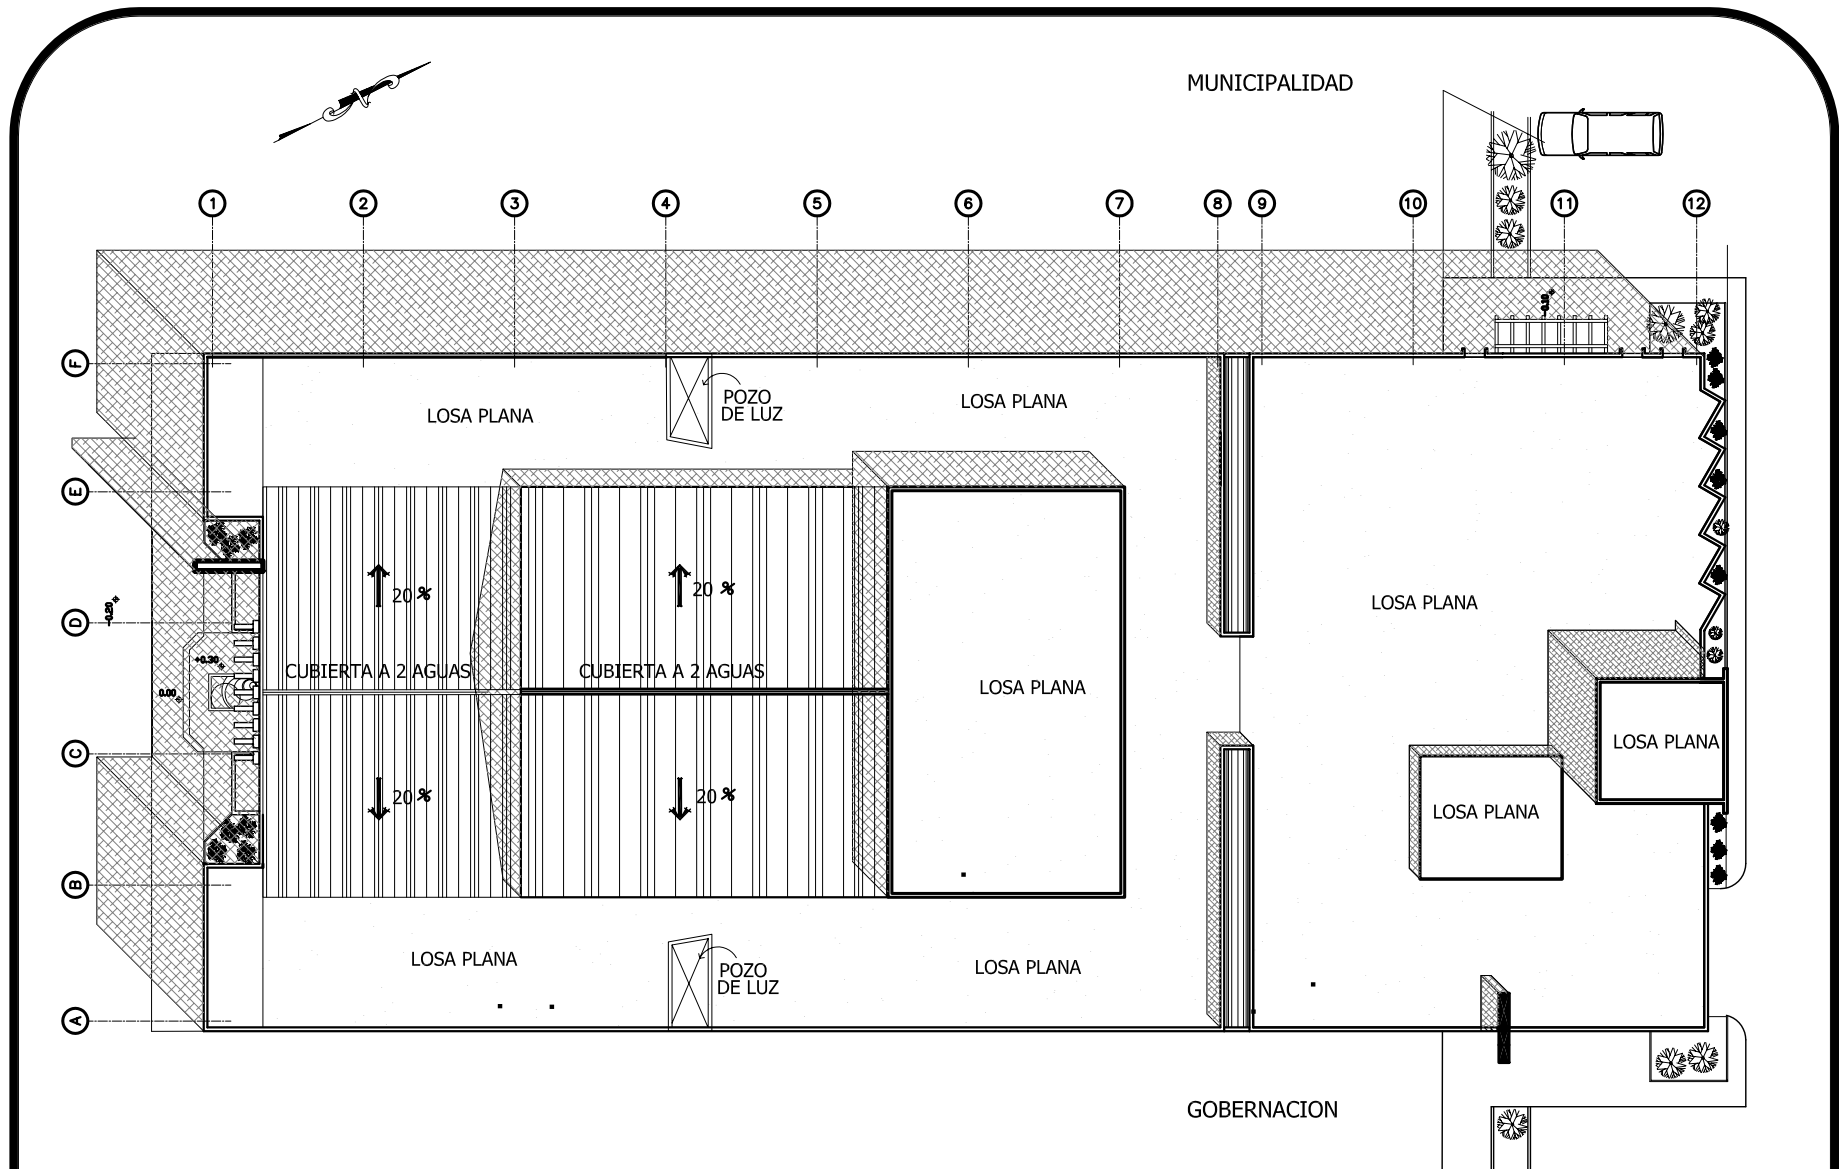 MUNICIPALIDAD
1 2 3 4 5 6 7 8 9 10 11 12
-0.10
F
POZO
DE LUZ
LOSA PLANA
LOSA PLANA
E
20 %
20 %
LOSA PLANA
-0.20
D
+0.30
CUBIERTA A 2 AGUAS
CUBIERTA A 2 AGUAS
LOSA PLANA
0.00
C
LOSA PLANA
20 %
20 %
LOSA PLANA
B
LOSA PLANA
LOSA PLANA
POZO
DE LUZ
A
GOBERNACION